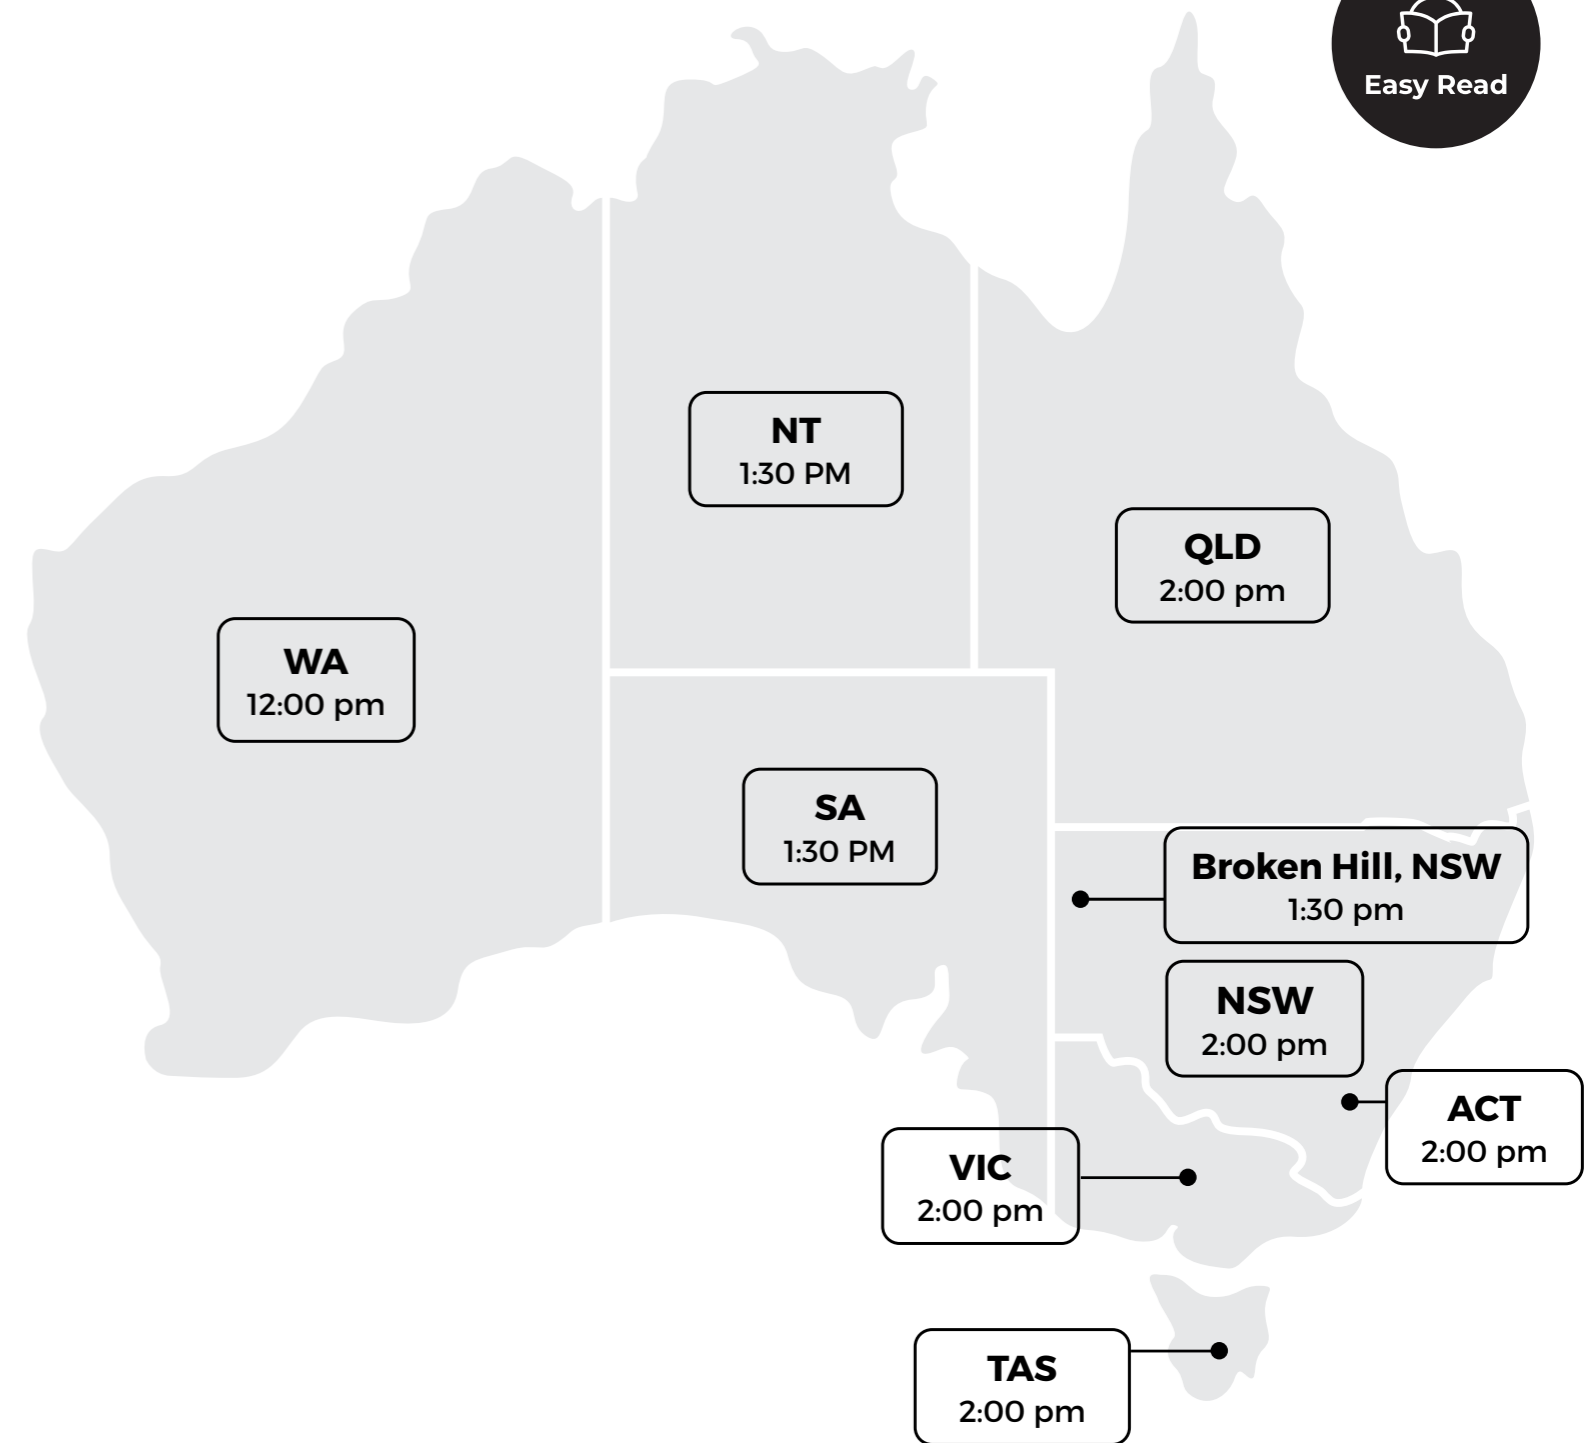 Easy Read
NT
1:30 PM
QLD
2:00 pm
WA
12:00 pm
SA
1:30 PM
Broken Hill, NSW
1:30 pm
NSW
2:00 pm
ACT
2:00 pm
VIC
2:00 pm
TAS
2:00 pm